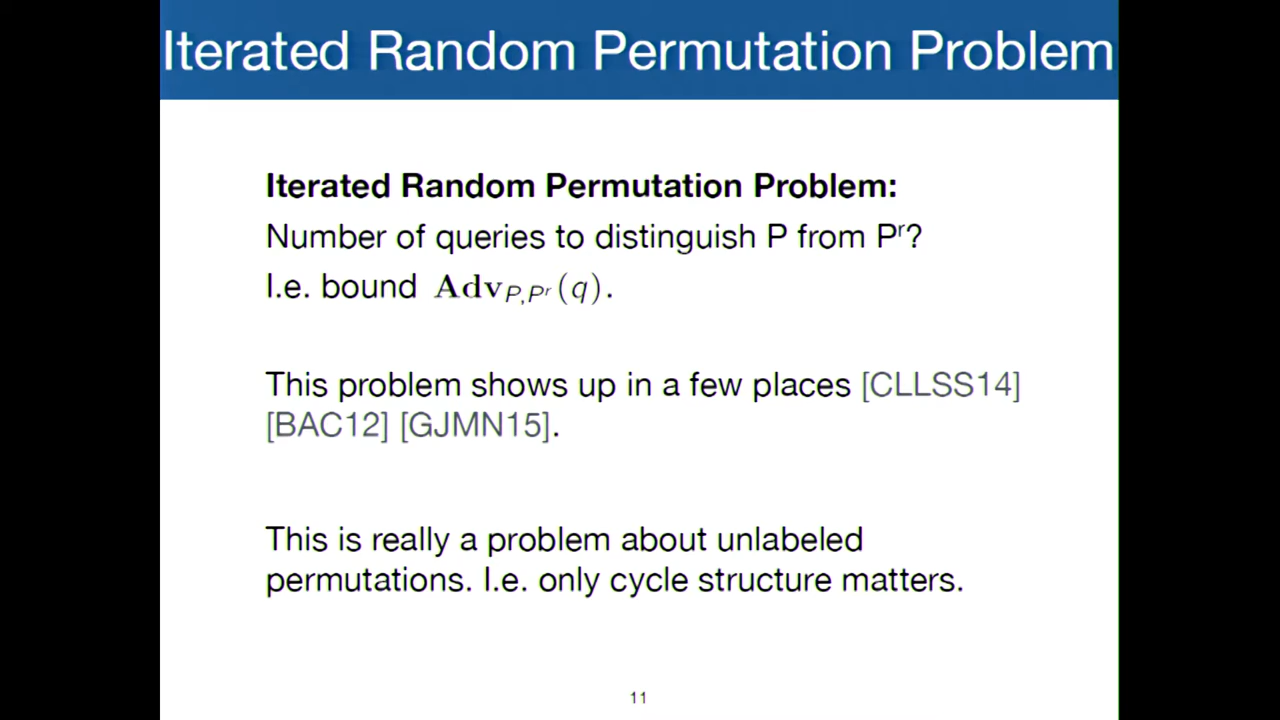 Iterated Random Permutation Problem
Iterated Random Permutation Problem:
Number of queries to distinguish P from Pʳ?
I.e. bound Adv_{P,Pʳ}(q).
This problem shows up in a few places [CLLSS14]
[BAC12] [GJMN15].
This is really a problem about unlabeled
permutations. I.e. only cycle structure matters.
11